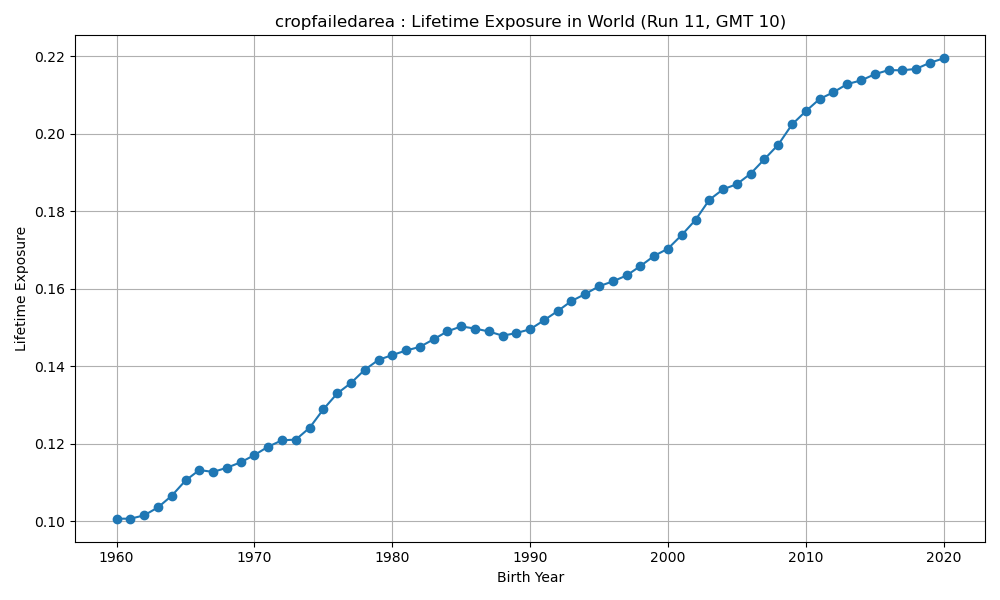 cropfailedarea : Lifetime Exposure in World (Run 11, GMT 10)
0.22
0.20
0.18
0.16
0.14
0.12
0.10
Lifetime Exposure
1960 1970 1980 1990 2000 2010 2020
Birth Year